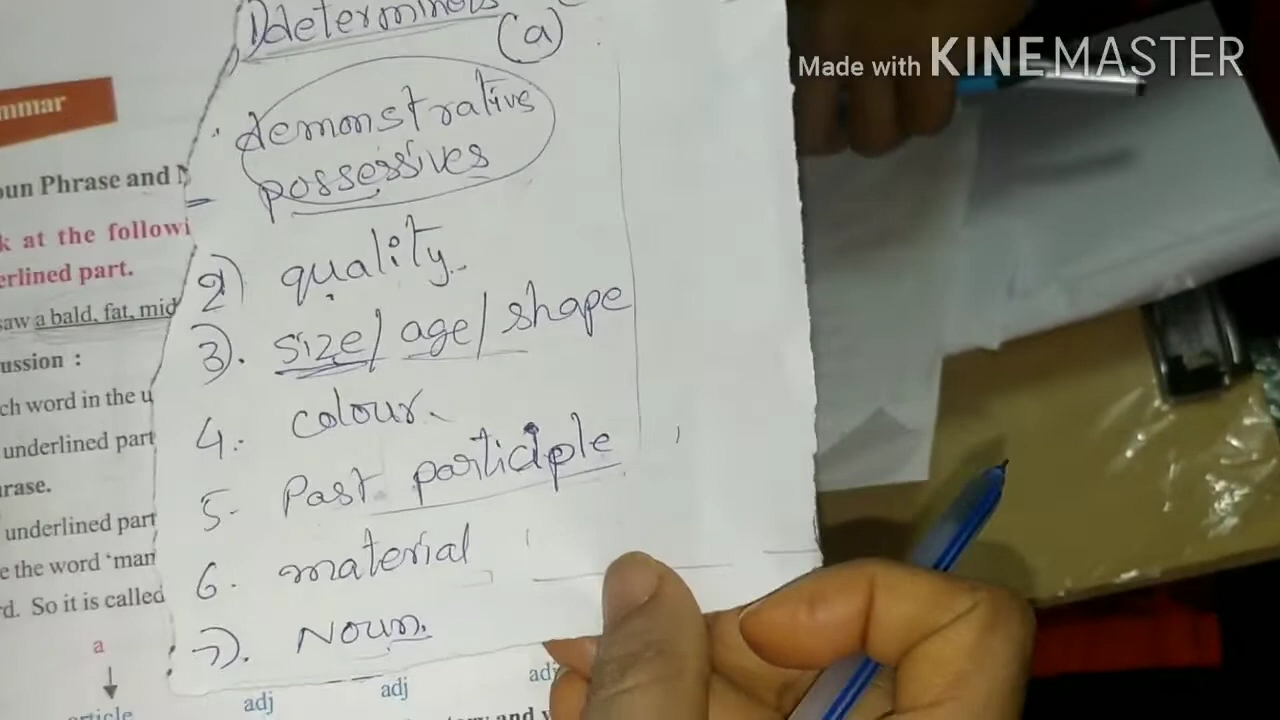 1) determiners
(a)
Made with KINEMASTER
mmar
demonstrative
possessives
oun Phrase and N
k at the followi
erlined part.
2) quality
saw a bald, fat, mid
3). size/ age/ shape
ussion :
ch word in the u
4. colour.
underlined part
rase.
5. Past participle
underlined part
e the word ‘man
6. material
d. So it is called
7). Noun.
a
adj adj adj
rticle
and